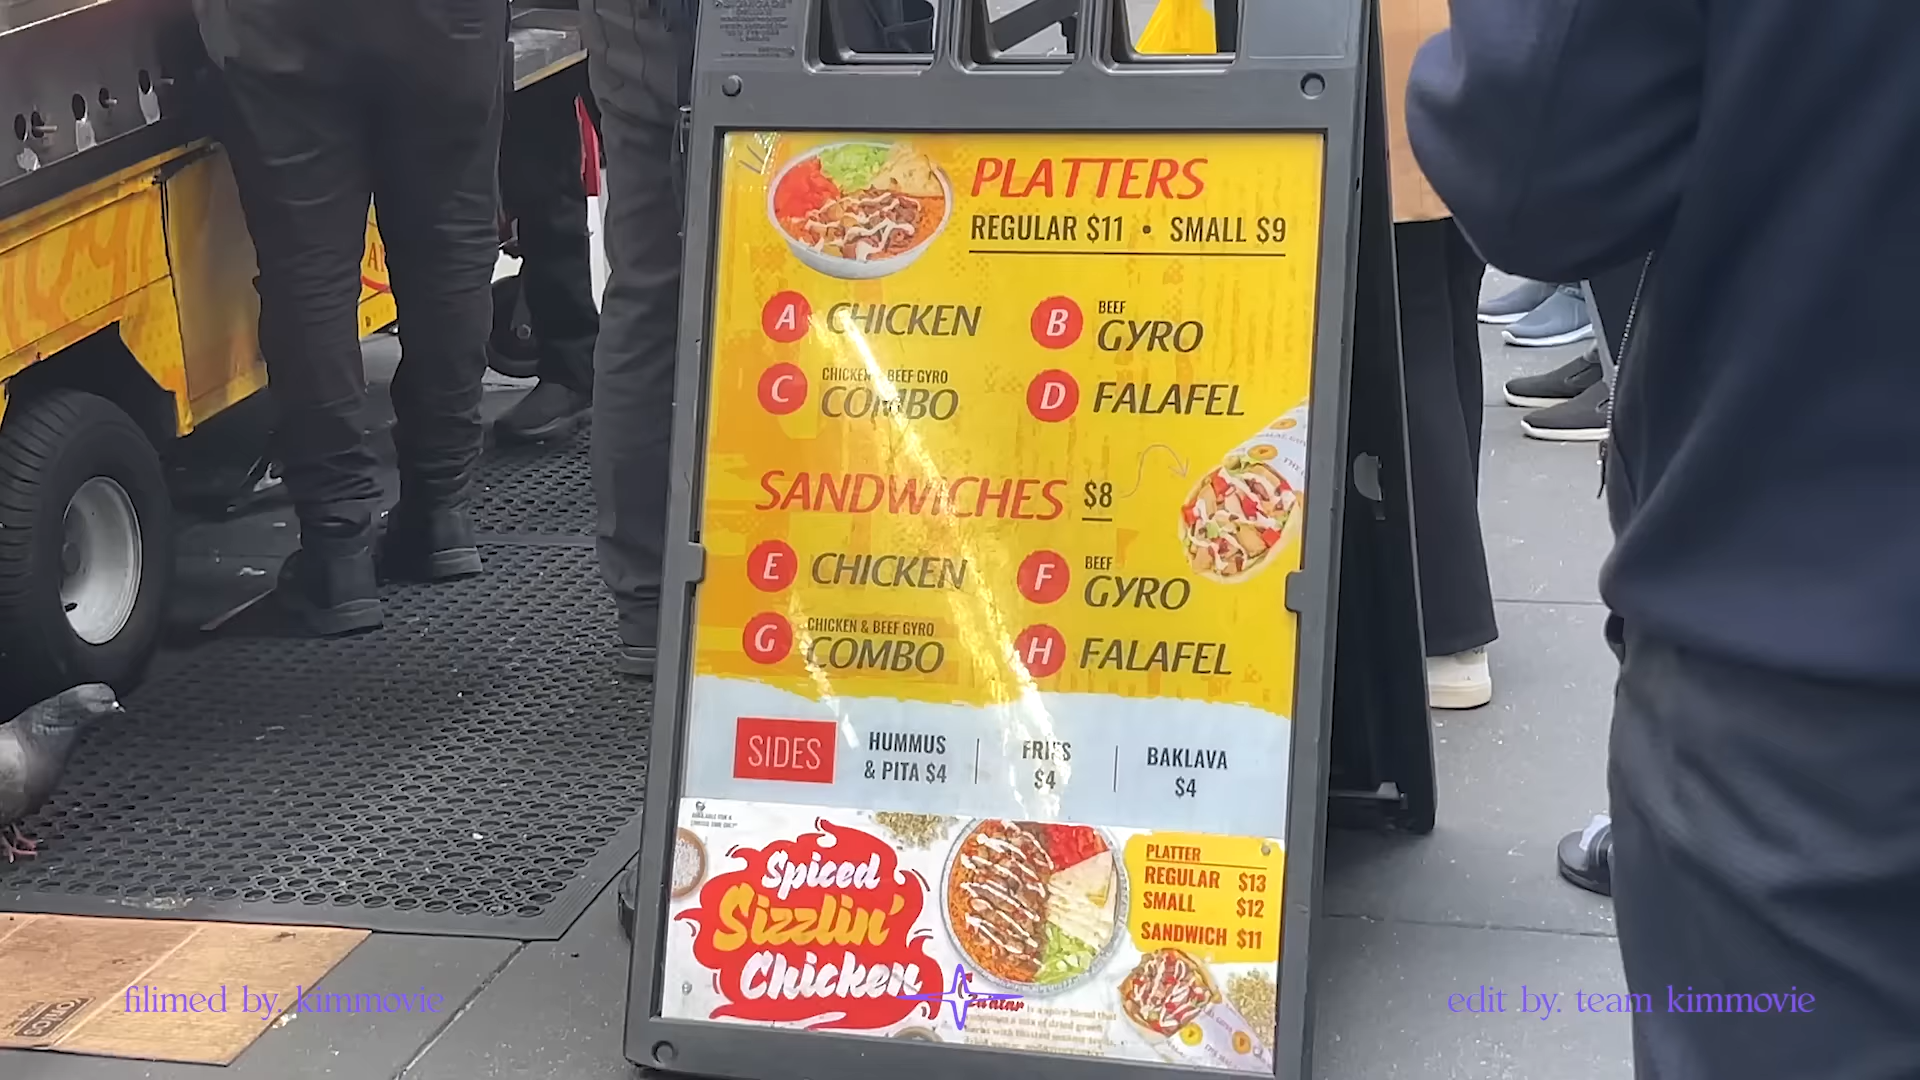 PLATTERS
REGULAR $11 • SMALL $9
A CHICKEN
B BEEF GYRO
C CHICKEN & BEEF GYRO COMBO
D FALAFEL
SANDWICHES $8
E CHICKEN
F BEEF GYRO
G CHICKEN & BEEF GYRO COMBO
H FALAFEL
SIDES
HUMMUS
& PITA $4
FRIES
$4
BAKLAVA
$4
Spiced
Sizzlin'
Chicken
PLATTER
REGULAR $13
SMALL $12
SANDWICH $11
Za'atar
filimed by. kimmovie
edit by. team kimmovie